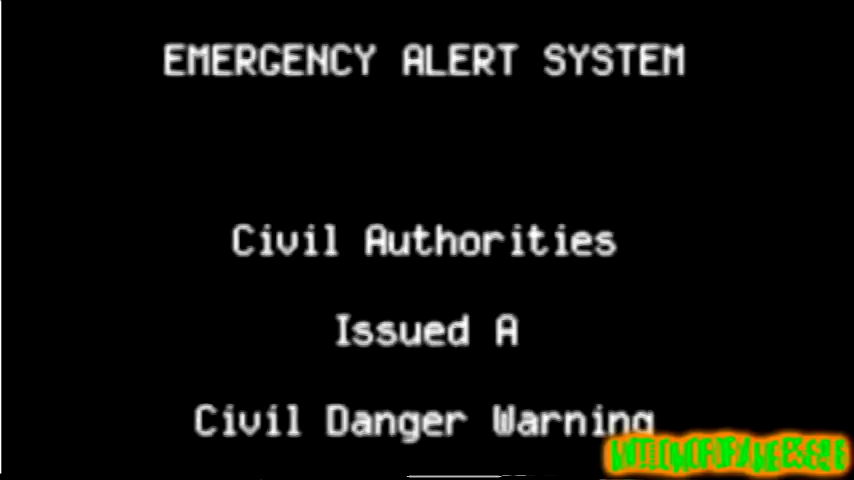 EMERGENCY ALERT SYSTEM
Civil Authorities
Issued A
Civil Danger Warning